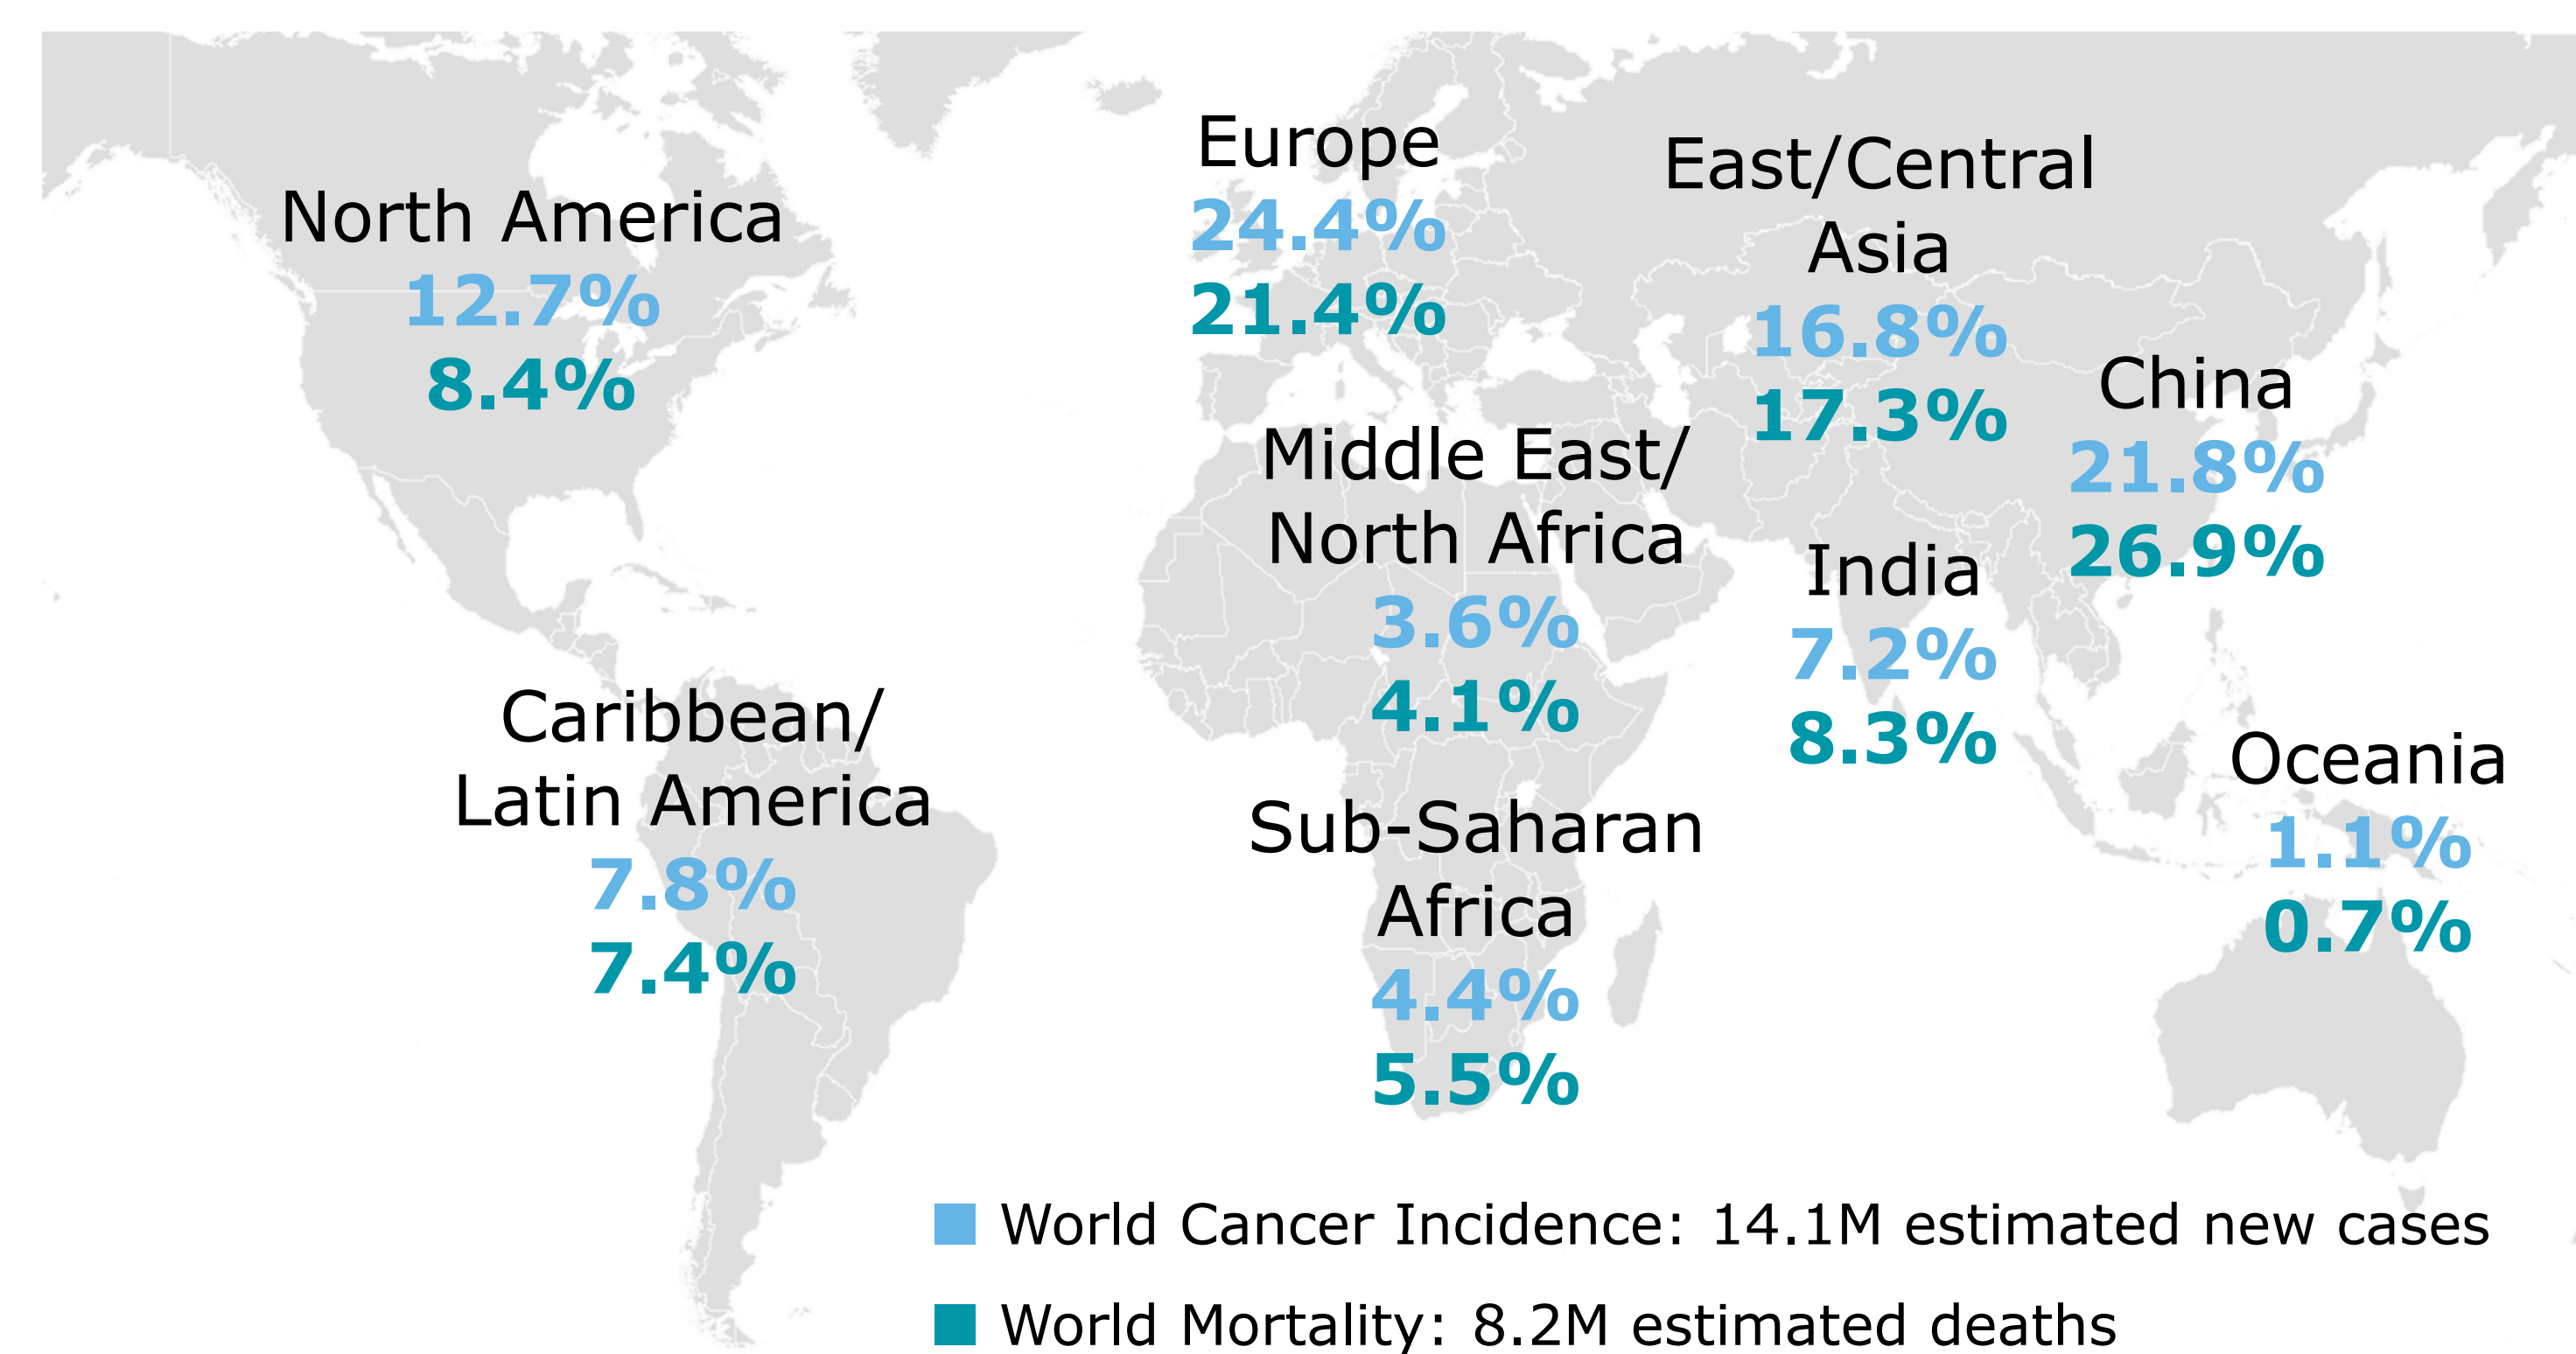 North America
12.7%
8.4%
Europe
24.4%
21.4%
East/Central
Asia
16.8%
17.3%
China
21.8%
26.9%
Middle East/
North Africa
3.6%
4.1%
India
7.2%
8.3%
Caribbean/
Latin America
7.8%
7.4%
Sub-Saharan
Africa
4.4%
5.5%
Oceania
1.1%
0.7%
World Cancer Incidence: 14.1M estimated new cases
World Mortality: 8.2M estimated deaths